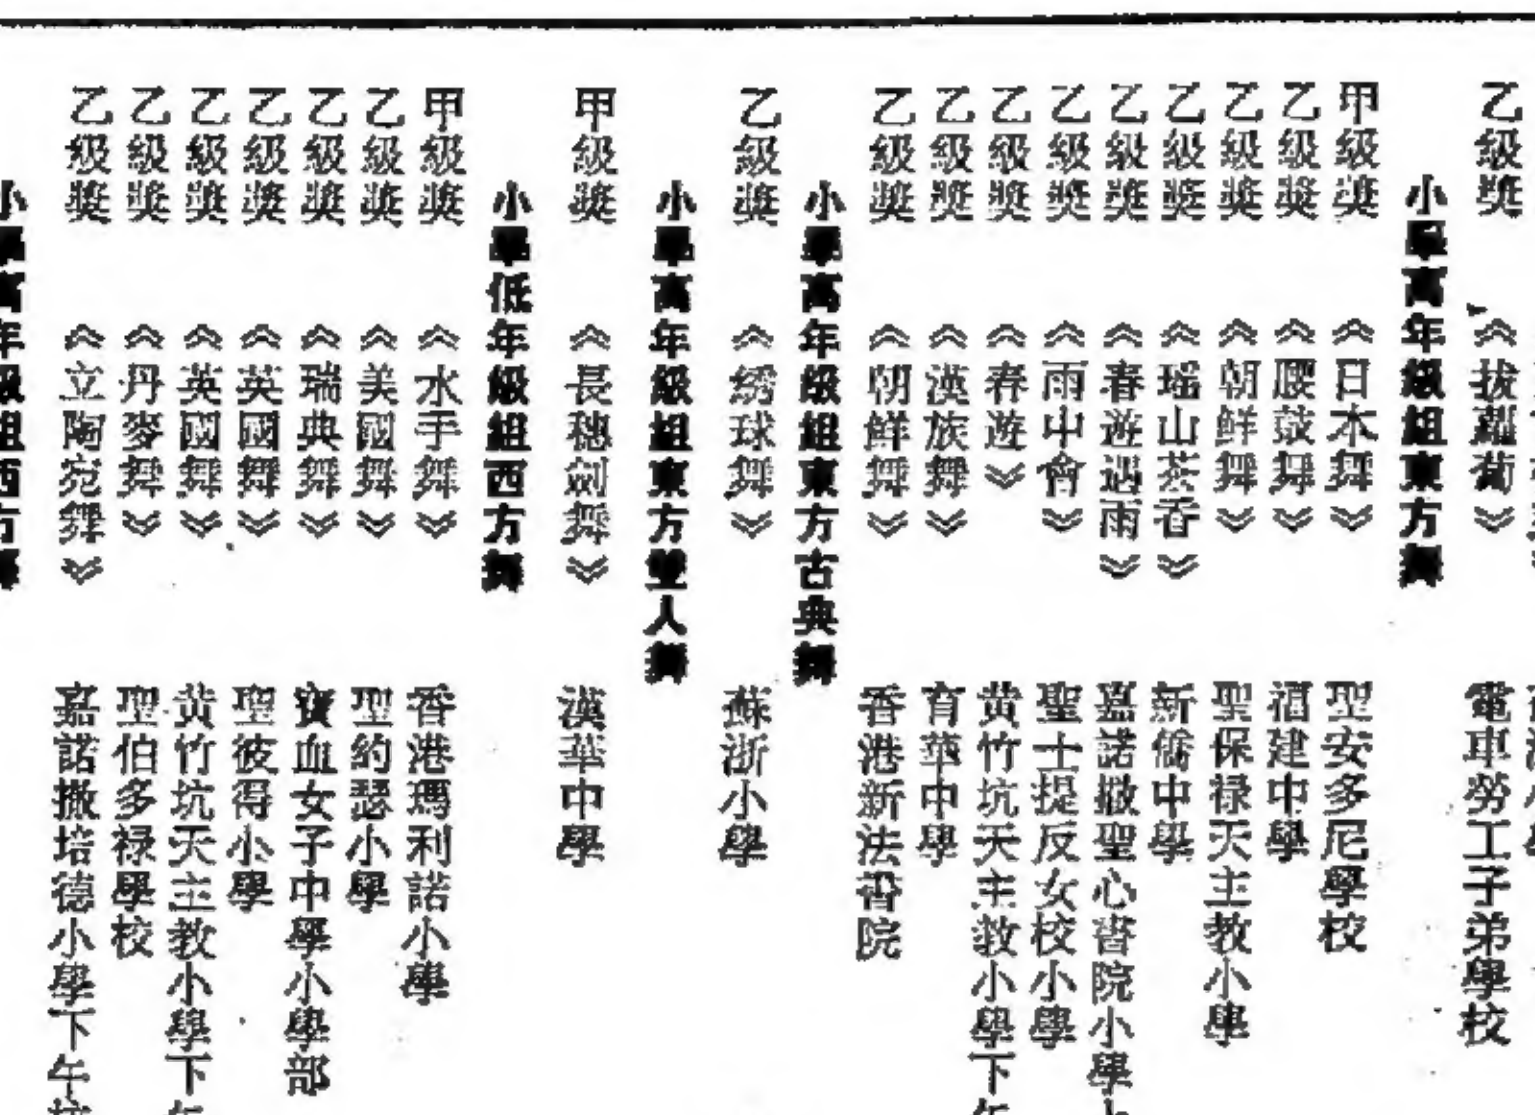 乙級獎 《拔蘿蔔》 電車勞工子弟學校
小學高年級組東方舞
甲級獎 《日本舞》 聖安多尼學校
乙級獎 《腰鼓舞》 福建中學
乙級獎 《朝鮮舞》 聖保祿天主教小學
乙級獎 《瑤山茶香》 新僑中學
乙級獎 《春遊遇雨》 嘉諾撒聖心書院小學
乙級獎 《雨中會》 聖士提反女校小學
乙級獎 《春遊》 黃竹坑天主教小學下午
乙級獎 《漢族舞》 育華中學
乙級獎 《朝鮮舞》 香港新法書院
小學高年級組東方古典舞
乙級獎 《綉球舞》 蘇浙小學
小學高年級組東方雙人舞
甲級獎 《長穗劍舞》 漢華中學
小學低年級組西方舞
甲級獎 《水手舞》 香港瑪利諾小學
乙級獎 《美國舞》 聖約瑟小學
乙級獎 《瑞典舞》 寶血女子中學小學部
乙級獎 《英國舞》 聖彼得小學
乙級獎 《英國舞》 黃竹坑天主教小學下午
乙級獎 《丹麥舞》 聖伯多祿學校
乙級獎 《立陶宛舞》 嘉諾撒培德小學下午校
小學高年級組西方舞